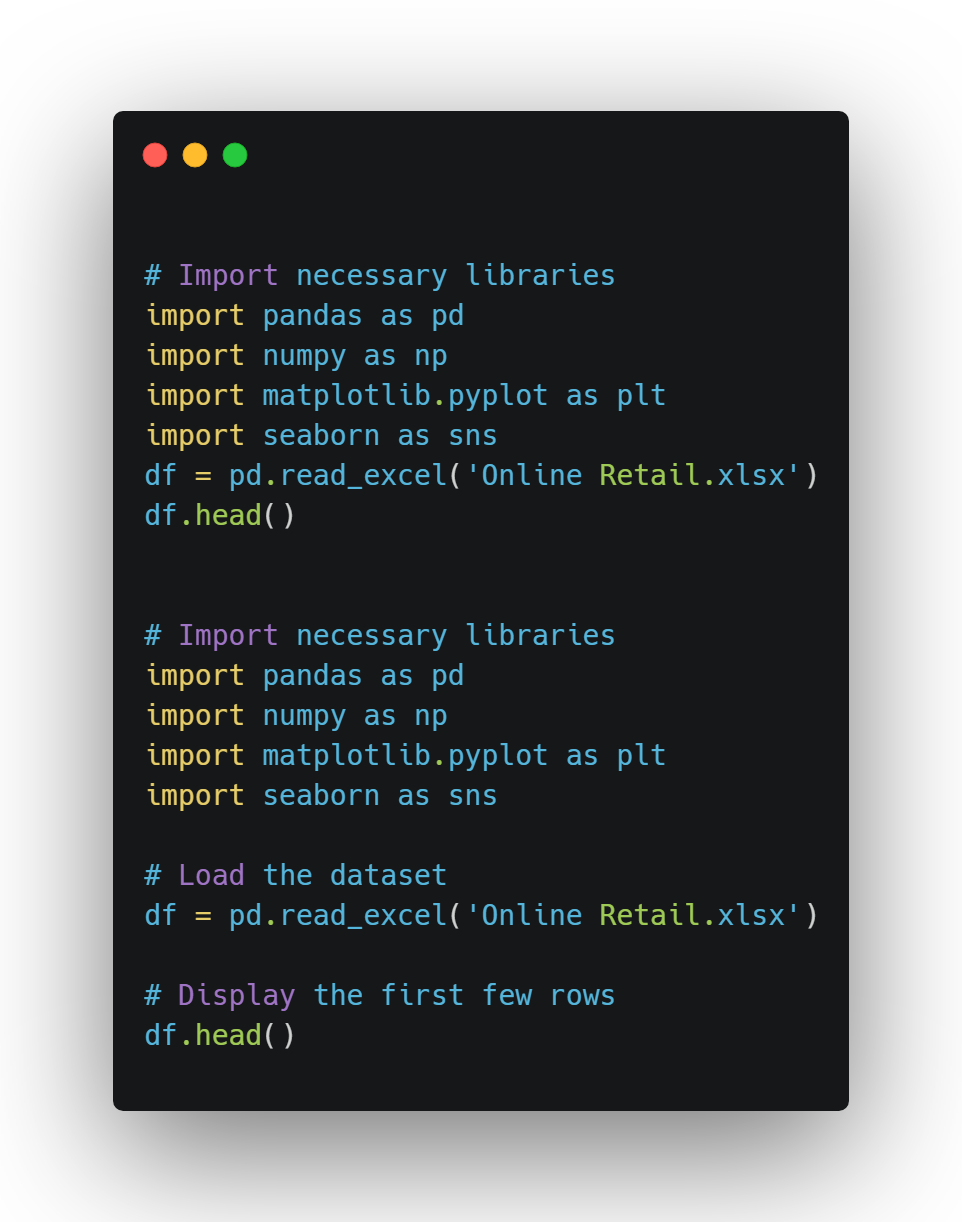 # Import necessary libraries
import pandas as pd
import numpy as np
import matplotlib.pyplot as plt
import seaborn as sns
df = pd.read_excel('Online Retail.xlsx')
df.head()
# Import necessary libraries
import pandas as pd
import numpy as np
import matplotlib.pyplot as plt
import seaborn as sns
# Load the dataset
df = pd.read_excel('Online Retail.xlsx')
# Display the first few rows
df.head()